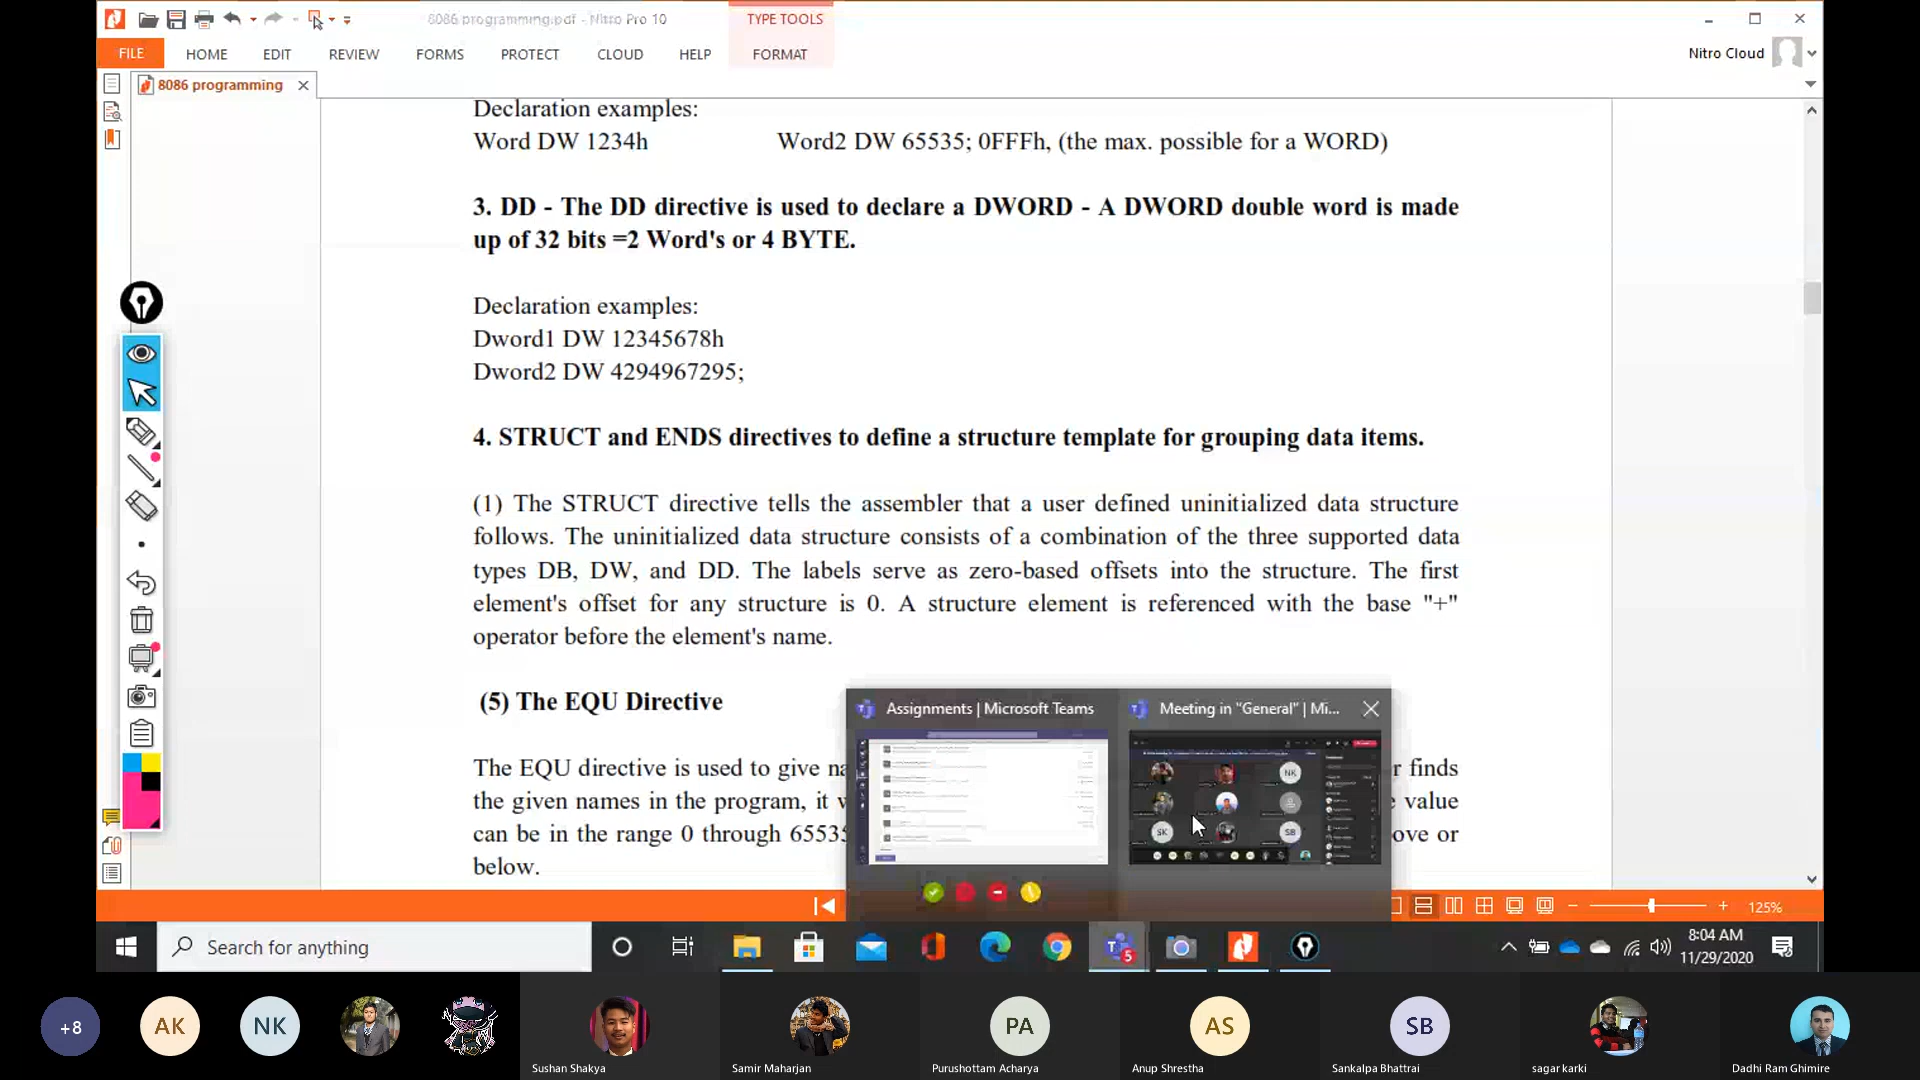 8086 programming.pdf - Nitro Pro 10
TYPE TOOLS
FILE
HOME
EDIT
REVIEW
FORMS
PROTECT
CLOUD
HELP
FORMAT
Nitro Cloud
8086 programming
Declaration examples:
Word DW 1234h Word2 DW 65535; 0FFFh, (the max. possible for a WORD)
3. DD - The DD directive is used to declare a DWORD - A DWORD double word is made
up of 32 bits =2 Word's or 4 BYTE.
Declaration examples:
Dword1 DW 12345678h
Dword2 DW 4294967295;
4. STRUCT and ENDS directives to define a structure template for grouping data items.
(1) The STRUCT directive tells the assembler that a user defined uninitialized data structure
follows. The uninitialized data structure consists of a combination of the three supported data
types DB, DW, and DD. The labels serve as zero-based offsets into the structure. The first
element's offset for any structure is 0. A structure element is referenced with the base "+"
operator before the element's name.
(5) The EQU Directive
Assignments | Microsoft Teams
Meeting in "General" | Mi...
The EQU directive is used to give na r finds
the given names in the program, it w value
can be in the range 0 through 65535 ove or
below.
NK
SK
SB
125%
Search for anything
5
8:04 AM
11/29/2020
+8
AK
NK
PA
AS
SB
Sushan Shakya
Samir Maharjan
Purushottam Acharya
Anup Shrestha
Sankalpa Bhattrai
sagar karki
Dadhi Ram Ghimire